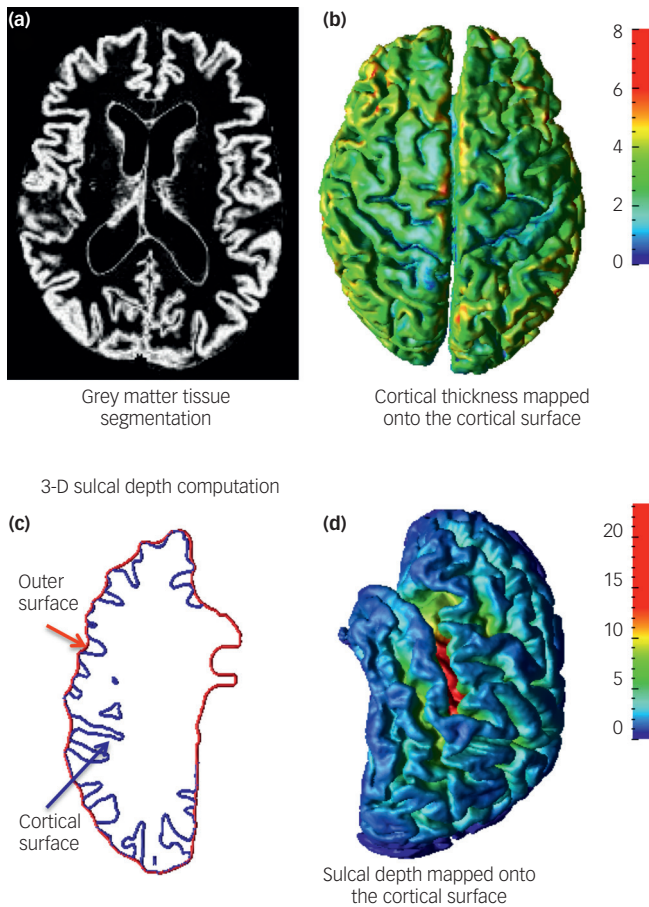 (a)
(b)
8
6
4
2
0
Grey matter tissue
segmentation
Cortical thickness mapped
onto the cortical surface
3-D sulcal depth computation
(c)
Outer
surface
Cortical
surface
(d)
20
15
10
5
0
Sulcal depth mapped onto
the cortical surface